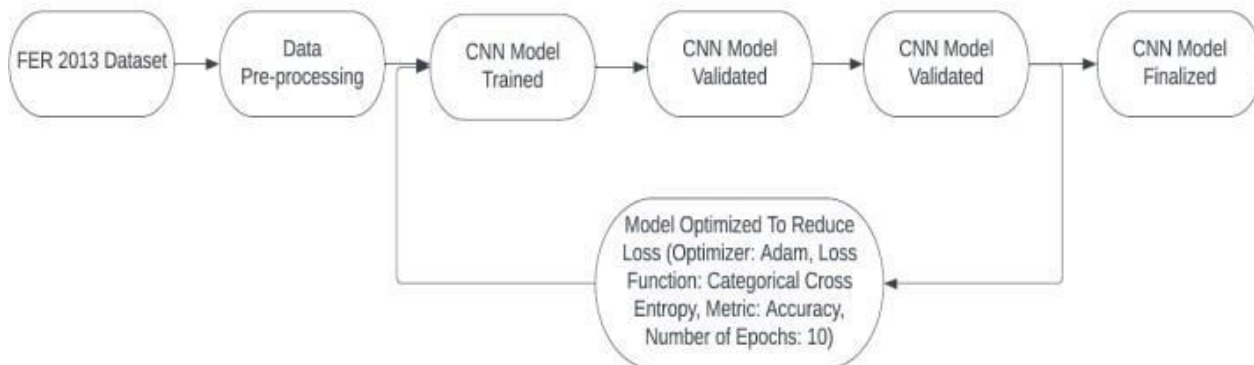 FER 2013 Dataset
Data
Pre-processing
CNN Model
Trained
CNN Model
Validated
CNN Model
Validated
CNN Model
Finalized
Model Optimized To Reduce
Loss (Optimizer: Adam, Loss
Function: Categorical Cross
Entropy, Metric: Accuracy,
Number of Epochs: 10)